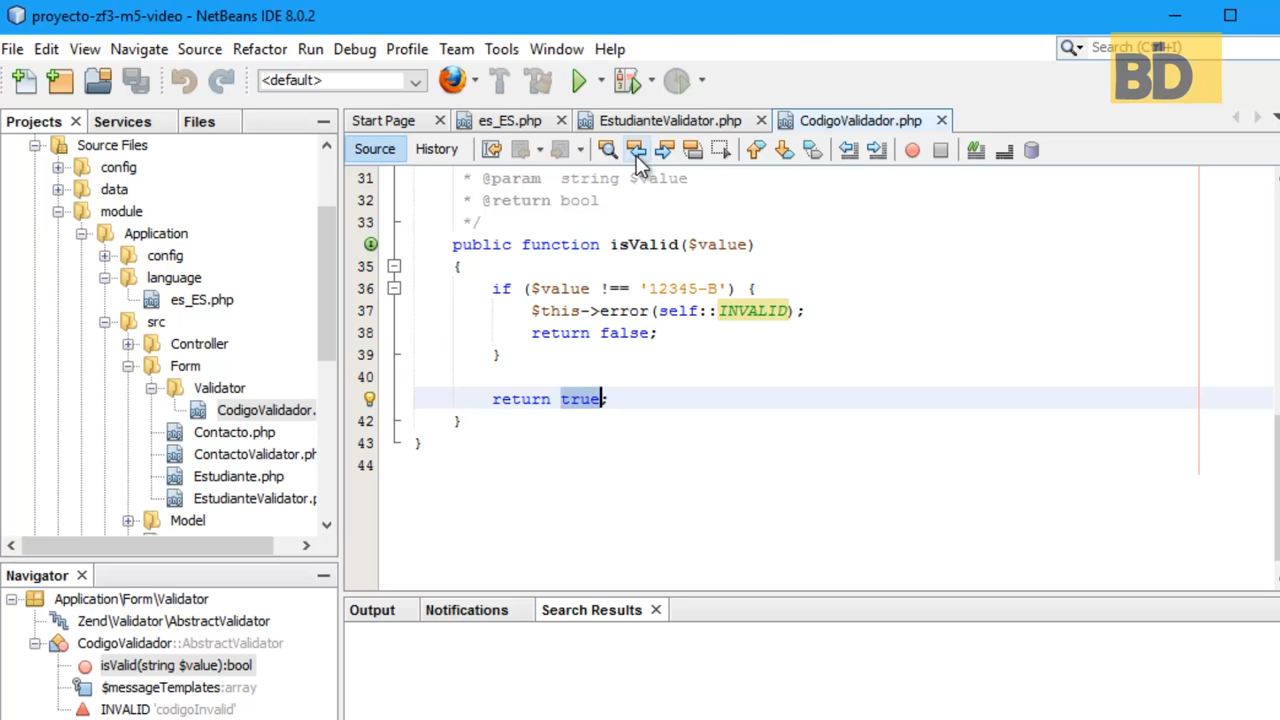 proyecto-zf3-m5-video - NetBeans IDE 8.0.2
File Edit View Navigate Source Refactor Run Debug Profile Team Tools Window Help
Search (Ctrl+I)
BD
<default>
Projects Services Files
Start Page es_ES.php EstudianteValidator.php CodigoValidador.php
Source History
Source Files
config
data
module
Application
config
language
es_ES.php
src
Controller
Form
Validator
CodigoValidador.
Contacto.php
ContactoValidator.ph
Estudiante.php
EstudianteValidator.p
Model
31 * @param string $value
32 * @return bool
33 */
public function isValid($value)
35 {
36 if ($value !== '12345-B') {
37 $this->error(self::INVALID);
38 return false;
39 }
40
return true;
42 }
43 }
44
Navigator
Application\Form\Validator
Zend\Validator\AbstractValidator
CodigoValidador::AbstractValidator
isValid(string $value):bool
$messageTemplates:array
INVALID 'codigoInvalid'
Output Notifications Search Results